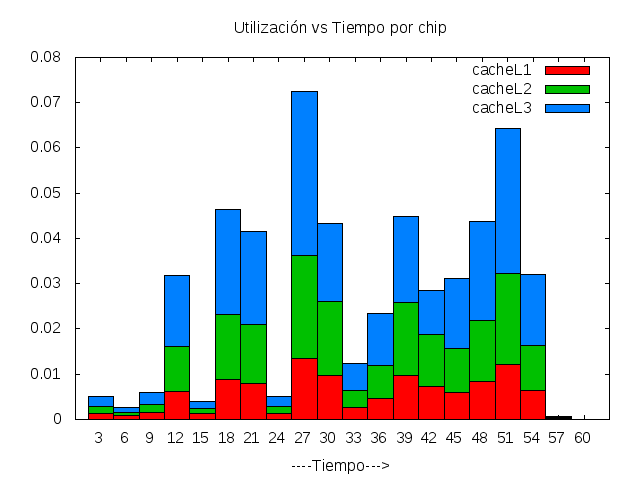 Utilización vs Tiempo por chip
0.08
0.07
0.06
0.05
0.04
0.03
0.02
0.01
0
cacheL1
cacheL2
cacheL3
3 6 9 12 15 18 21 24 27 30 33 36 39 42 45 48 51 54 57 60
----Tiempo--->